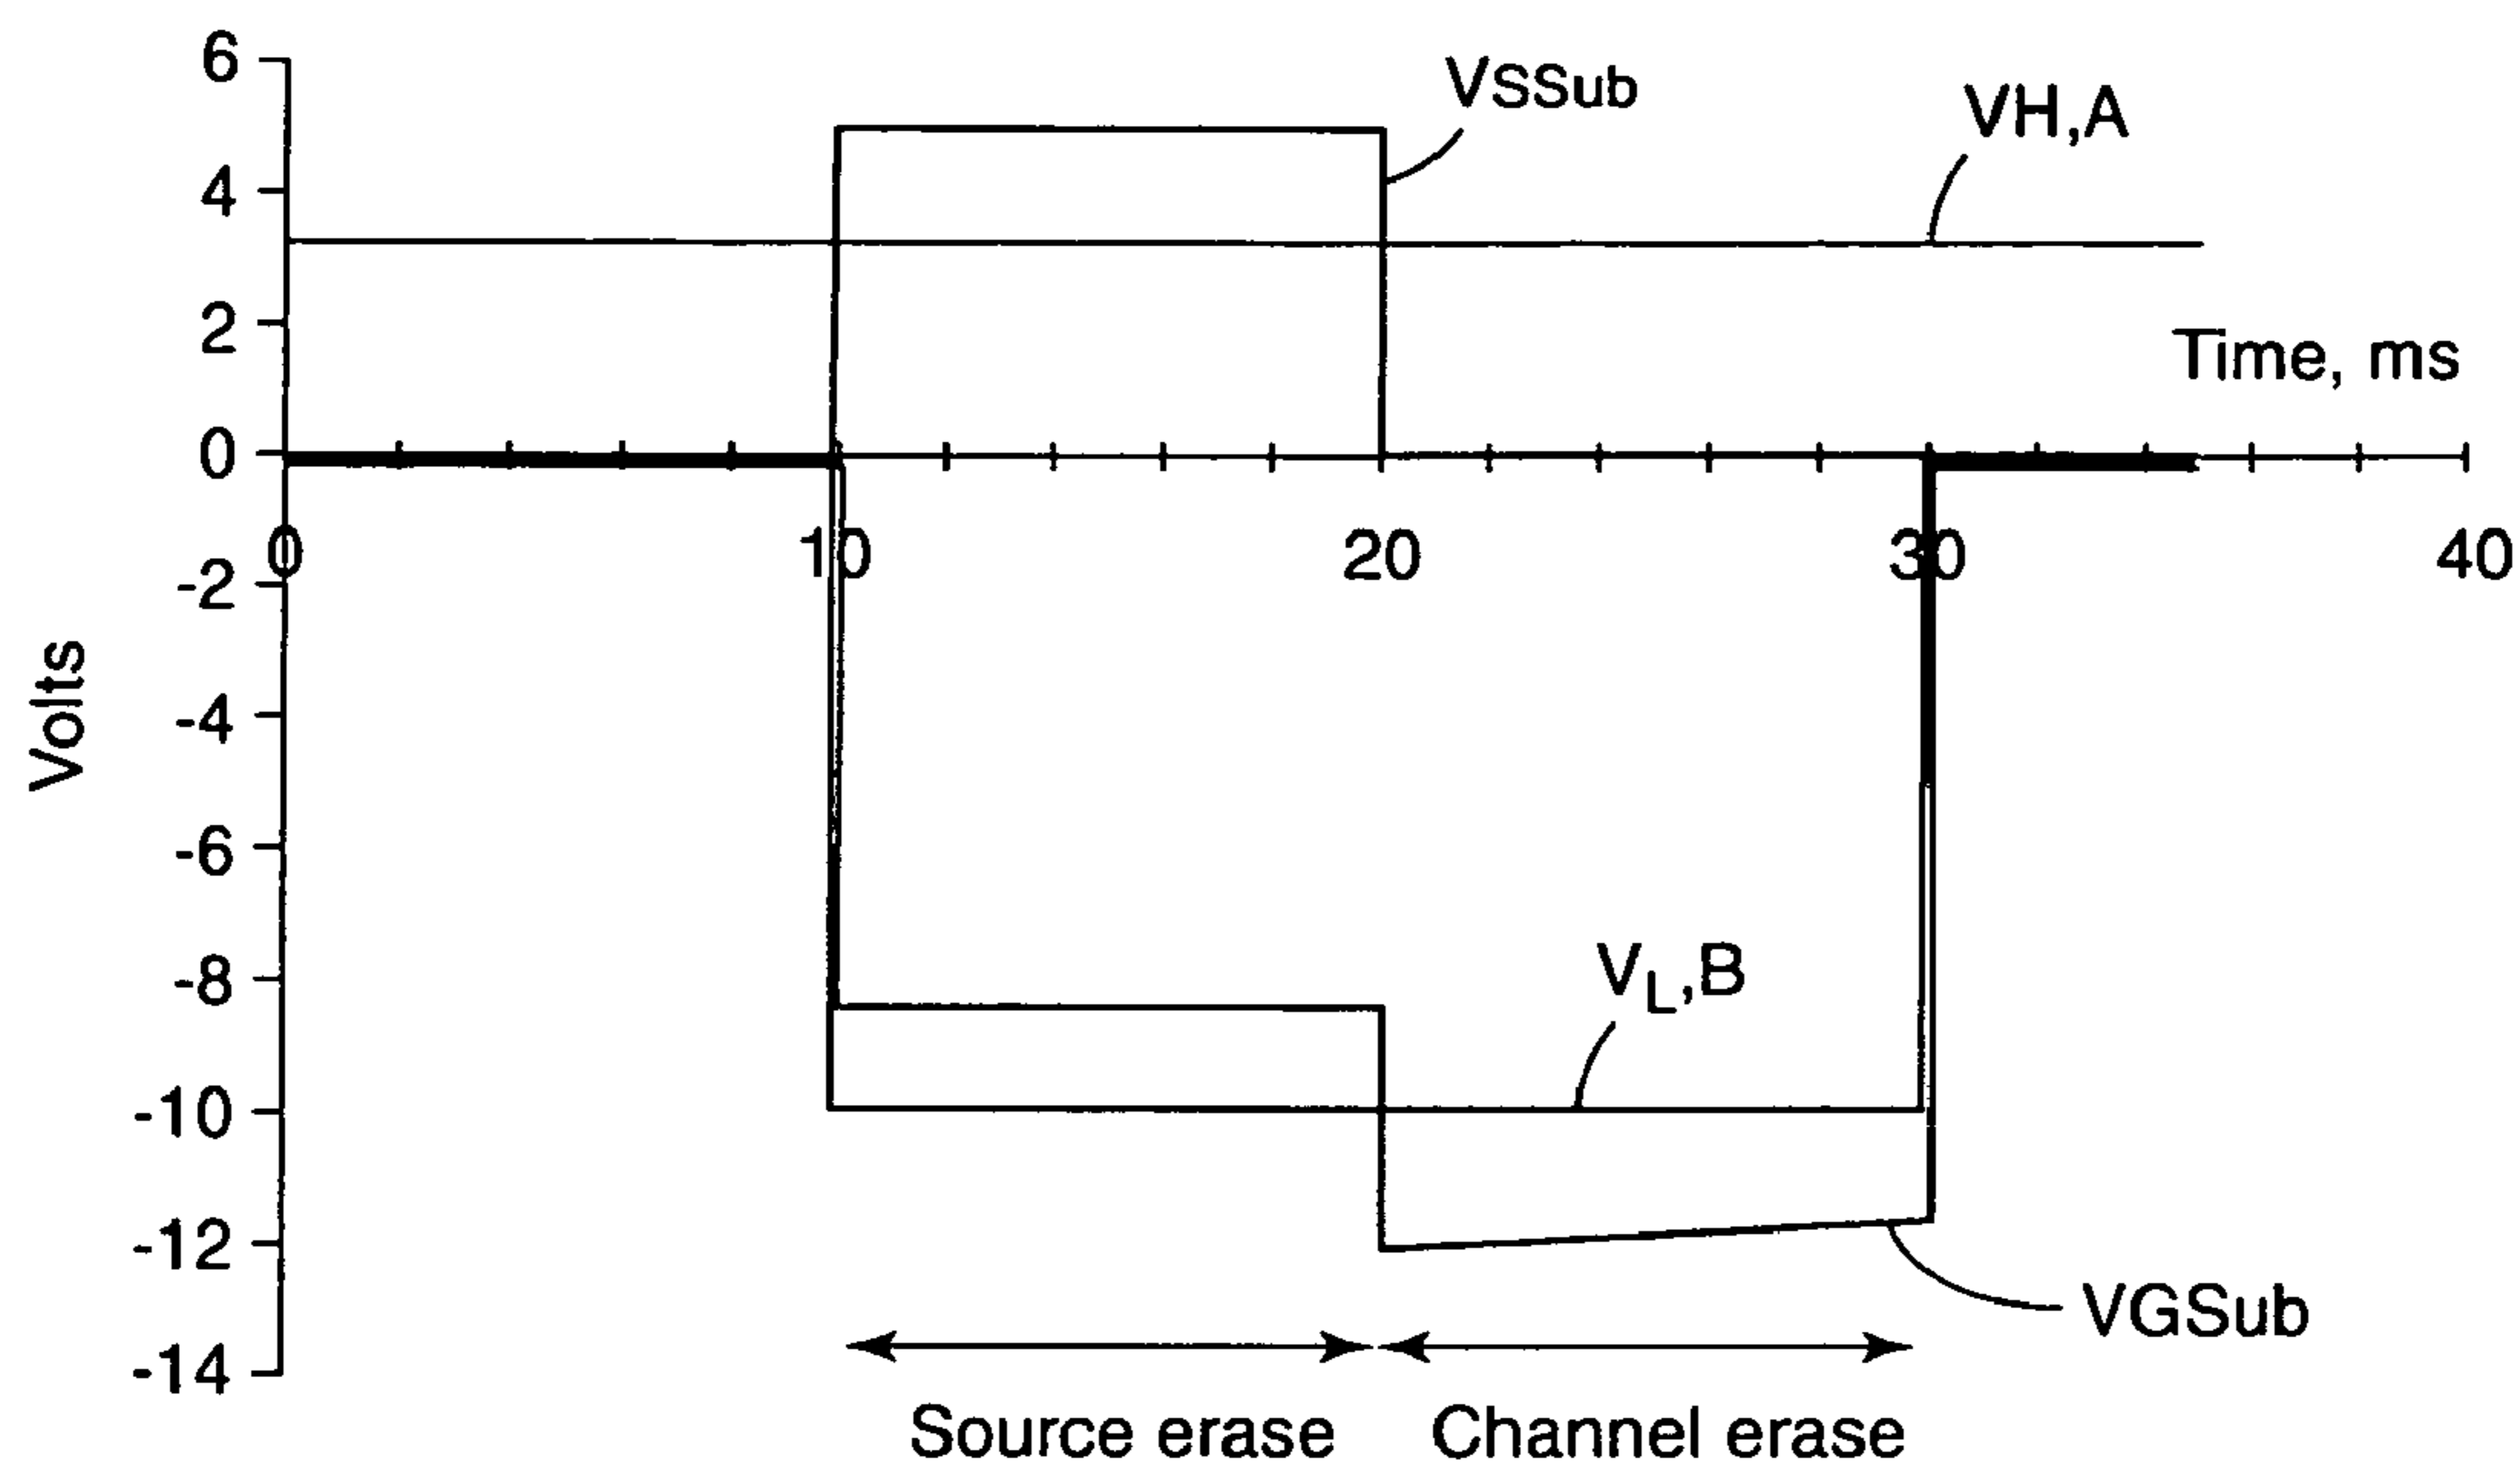 6
VSSub
VH,A
4
2
Time, ms
0
0
10
20
30
40
-2
Volts
-4
-6
-8
VL,B
-10
-12
VGSub
-14
Source erase
Channel erase